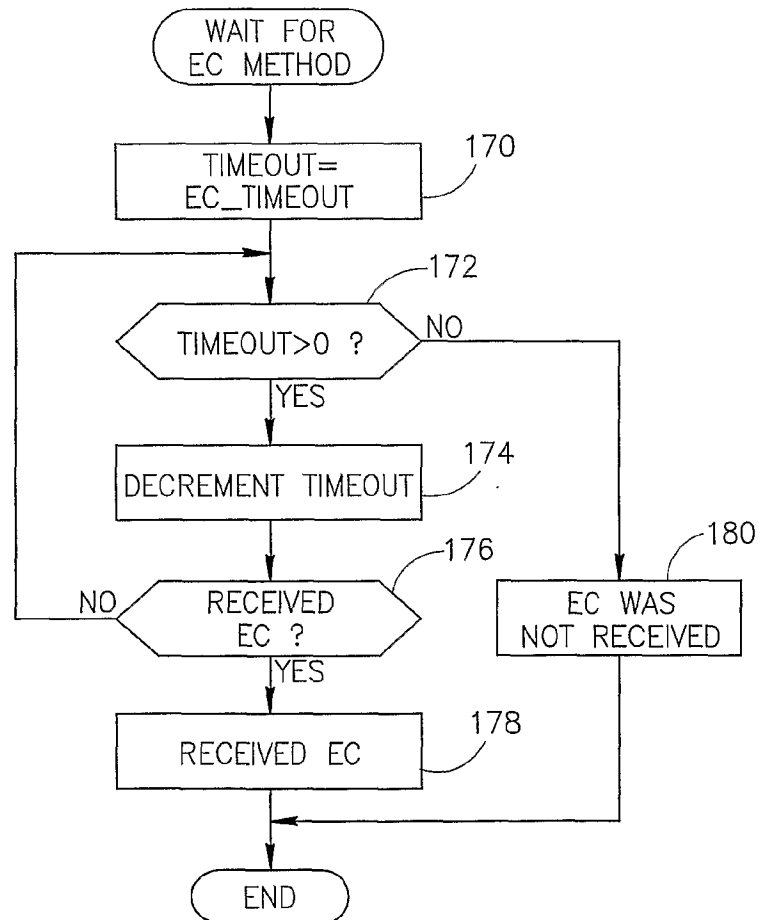 WAIT FOR
EC METHOD
170
TIMEOUT=
EC_TIMEOUT
172
TIMEOUT>0 ?
NO
YES
174
DECREMENT TIMEOUT
176
180
NO
RECEIVED
EC ?
EC WAS
NOT RECEIVED
YES
178
RECEIVED EC
END